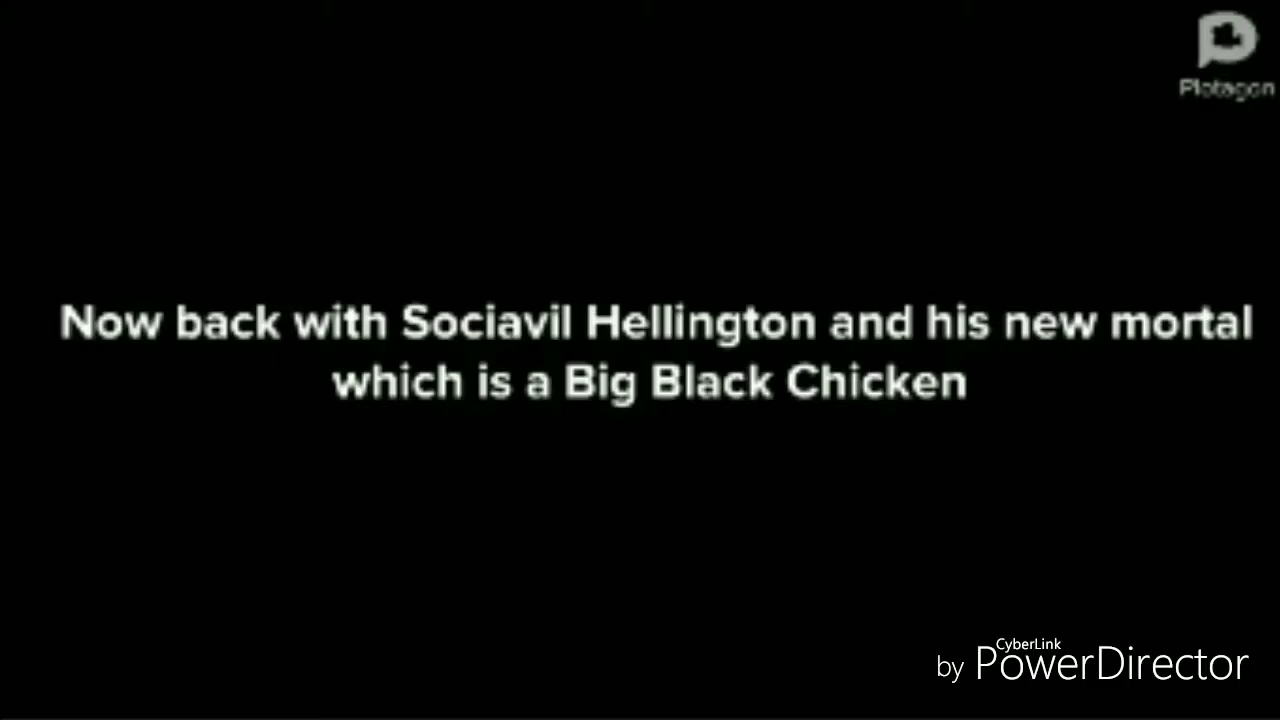 Plotagon
Now back with Sociavil Hellington and his new mortal
which is a Big Black Chicken
CyberLink
by PowerDirector